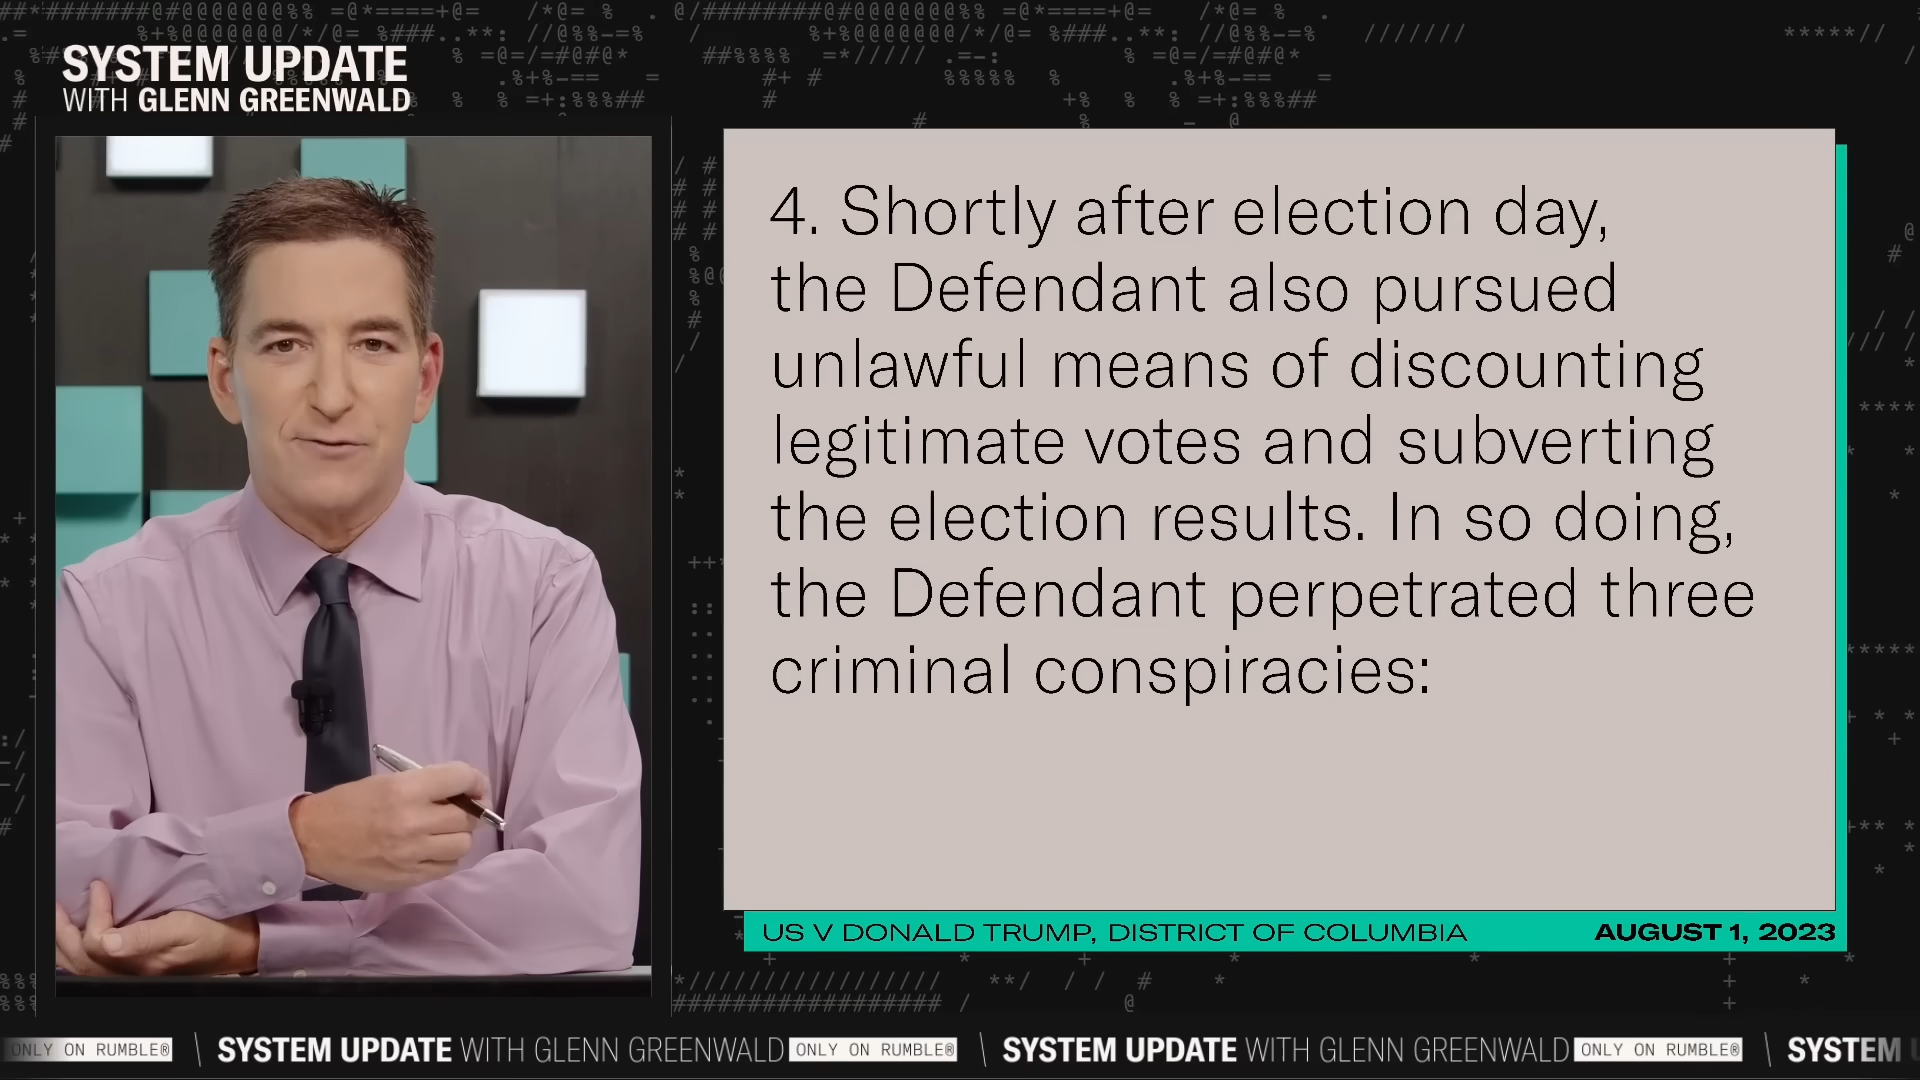 SYSTEM UPDATE
WITH GLENN GREENWALD
4. Shortly after election day,
the Defendant also pursued
unlawful means of discounting
legitimate votes and subverting
the election results. In so doing,
the Defendant perpetrated three
criminal conspiracies:
US V DONALD TRUMP, DISTRICT OF COLUMBIA AUGUST 1, 2023
ONLY ON RUMBLE® \ SYSTEM UPDATE WITH GLENN GREENWALD ONLY ON RUMBLE® \ SYSTEM UPDATE WITH GLENN GREENWALD ONLY ON RUMBLE® \ SYSTEM